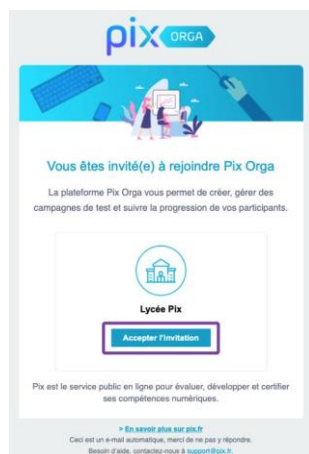 pix ORGA
Vous êtes invité(e) à rejoindre Pix Orga
La plateforme Pix Orga vous permet de créer, gérer des
campagnes de test et suivre la progression de vos participants.
Lycée Pix
Accepter l'invitation
Pix est le service public en ligne pour évaluer, développer et certifier
ses compétences numériques.
> En savoir plus sur pix.fr
Ceci est un e-mail automatique, merci de ne pas y répondre.
Besoin d'aide, contactez-nous à support@pix.fr.